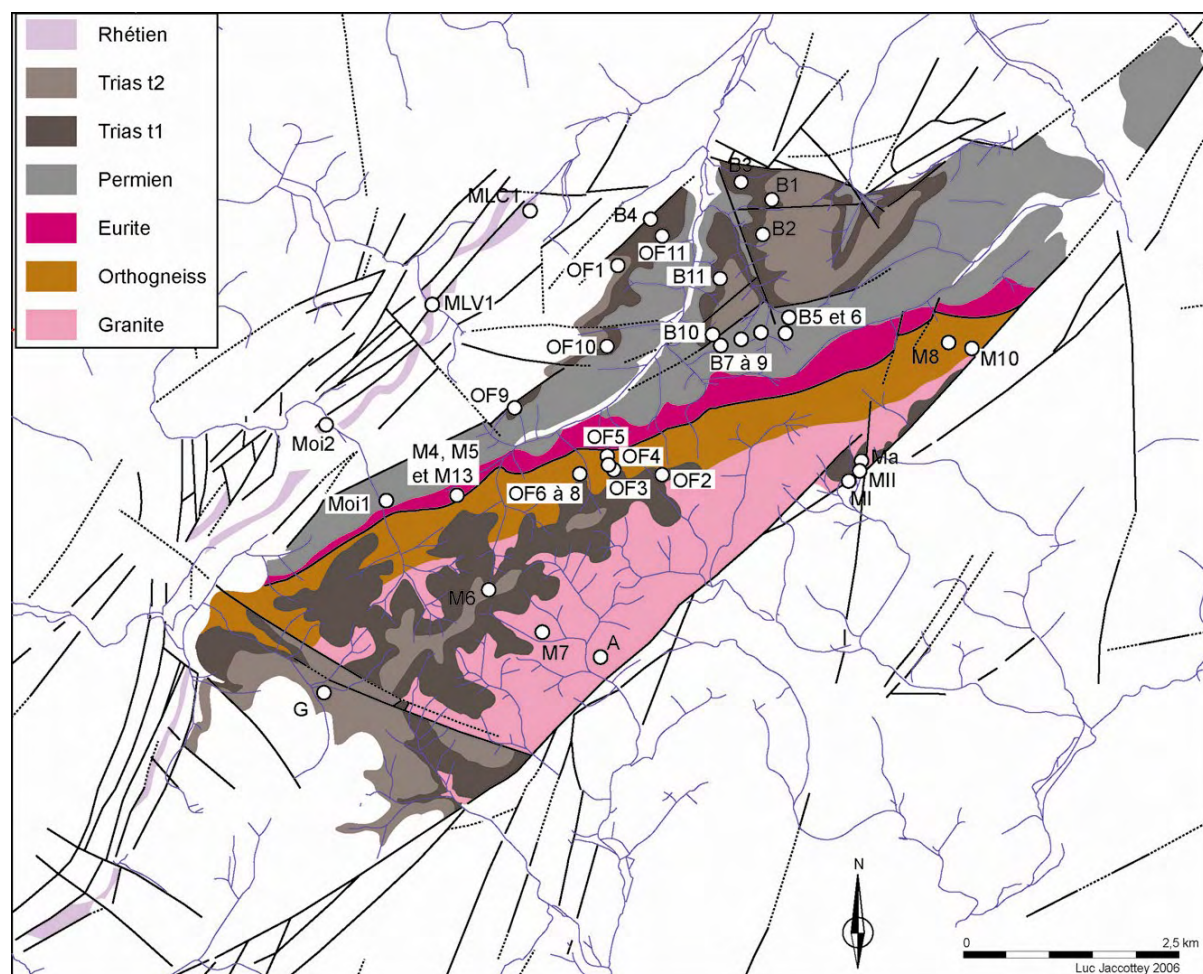 Rhétien
Trias t2
Trias t1
Permien
Eurite
Orthogneiss
Granite
MLC1
B3
B1
B4
B2
OF11
OF1
B11
MLV1
B5 et 6
B10
OF10
B7 à 9
M8
M10
OF9
Moi2
OF5
M4, M5
et M13
OF4
Ma
Moi1
OF6 à 8
OF3
OF2
MII
MI
M6
M7
A
G
N
0
2,5 km
Luc Jaccottey 2006